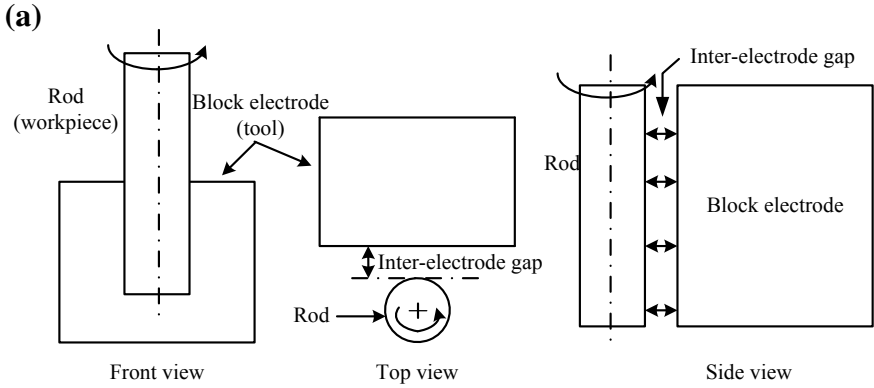 (a)
Rod
(workpiece)
Block electrode
(tool)
Inter-electrode gap
Rod
Inter-electrode gap
Rod
Block electrode
Front view
Top view
Side view